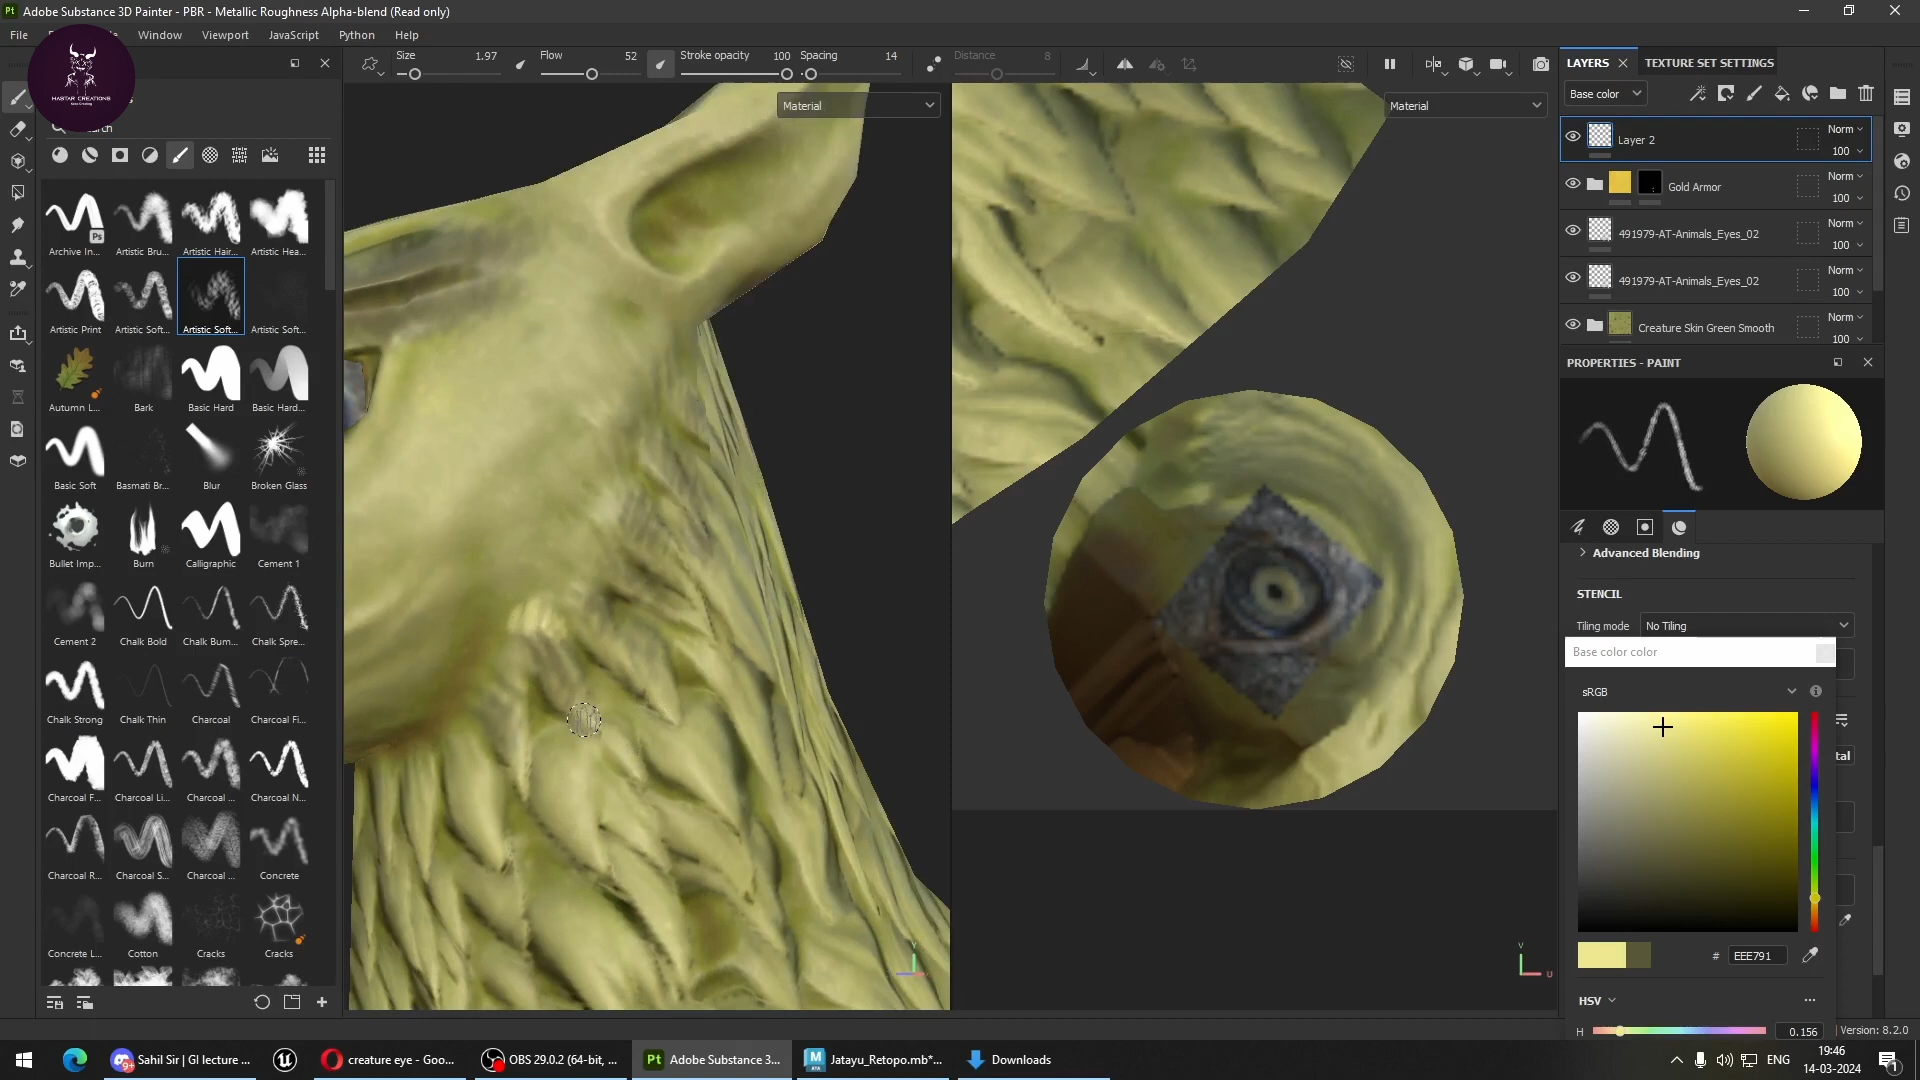 Adobe Substance 3D Painter - PBR - Metallic Roughness Alpha-blend (Read only)
File
Window
Viewport
JavaScript
Python
Help
HASTAR CREATIONS
Size
1.97
Flow
52
Stroke opacity
100
Spacing
14
Distance
8
Material
Material
Archive In...
Artistic Bru...
Artistic Hair...
Artistic Hea...
Artistic Print
Artistic Soft...
Artistic Soft...
Artistic Soft...
Autumn L...
Bark
Basic Hard
Basic Hard...
Basic Soft
Basmati Br...
Blur
Broken Glass
Bullet Imp...
Burn
Calligraphic
Cement 1
Cement 2
Chalk Bold
Chalk Bum...
Chalk Spre...
Chalk Strong
Chalk Thin
Charcoal
Charcoal Fi...
Charcoal F...
Charcoal Li...
Charcoal ...
Charcoal N...
Charcoal R...
Charcoal S...
Charcoal ...
Concrete
Concrete L...
Cotton
Cracks
Cracks
LAYERS
TEXTURE SET SETTINGS
Base color
Layer 2
Norm
100
Gold Armor
Norm
100
491979-AT-Animals_Eyes_02
Norm
100
491979-AT-Animals_Eyes_02
Norm
100
Creature Skin Green Smooth
Norm
100
PROPERTIES - PAINT
Advanced Blending
STENCIL
Tiling mode
No Tiling
Base color color
sRGB
tal
# EEE791
HSV
H
0.156
Y
V
U
Version: 8.2.0
Sahil Sir | GI lecture ...
creature eye - Goo...
OBS 29.0.2 (64-bit, ...
Adobe Substance 3...
Jatayu_Retopo.mb*...
Downloads
ENG
19:46
14-03-2024